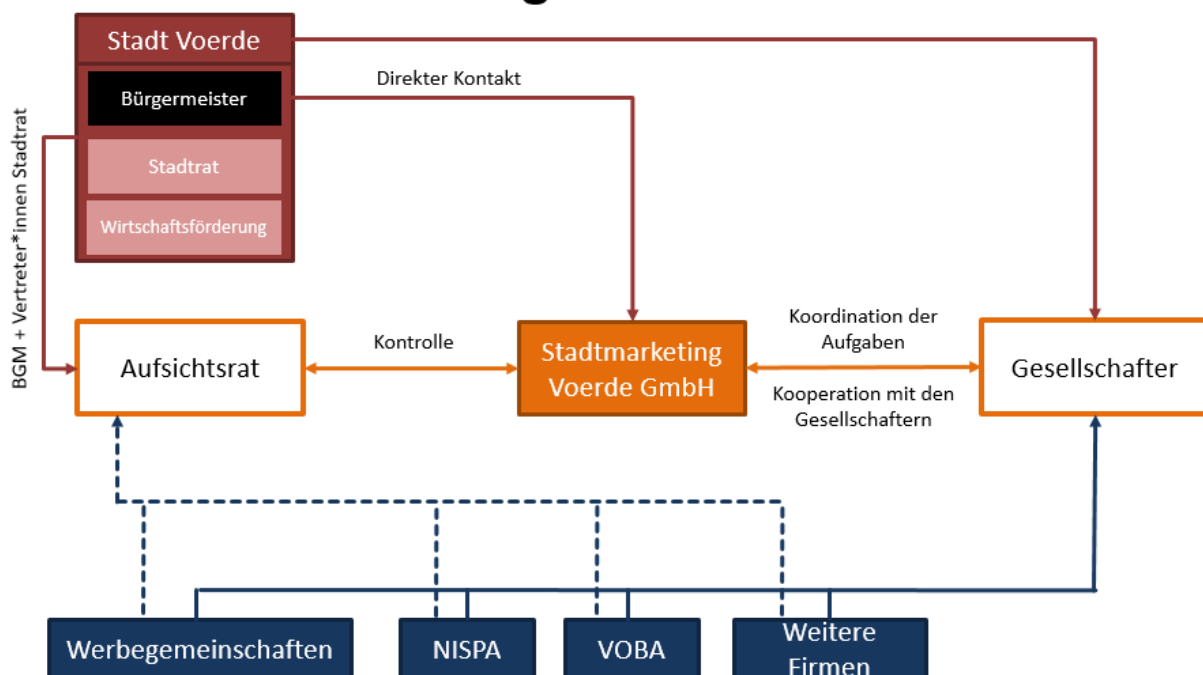 Stadt Voerde
Bürgermeister
Stadtrat
Wirtschaftsförderung
BGM + Vertreter*innen Stadtrat
Direkter Kontakt
Aufsichtsrat
Kontrolle
Stadtmarketing
Voerde GmbH
Koordination der
Aufgaben
Kooperation mit den
Gesellschaftern
Gesellschafter
Werbegemeinschaften
NISPA
VOBA
Weitere
Firmen